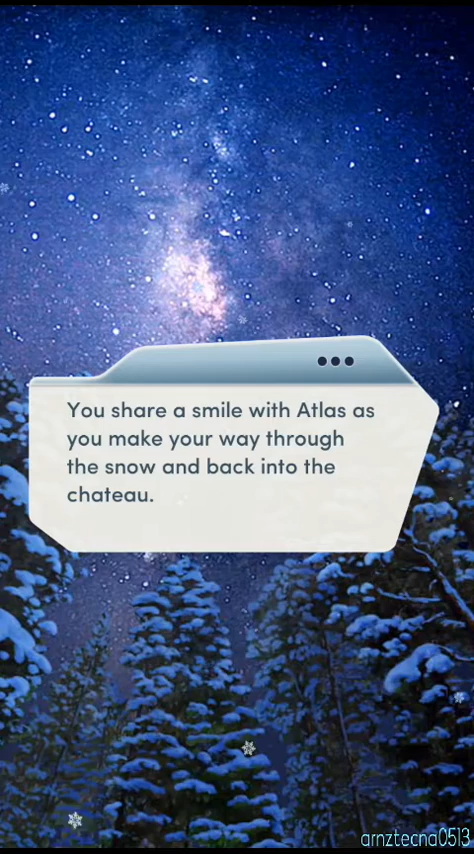 You share a smile with Atlas as
you make your way through
the snow and back into the
chateau.
arnztecna0513